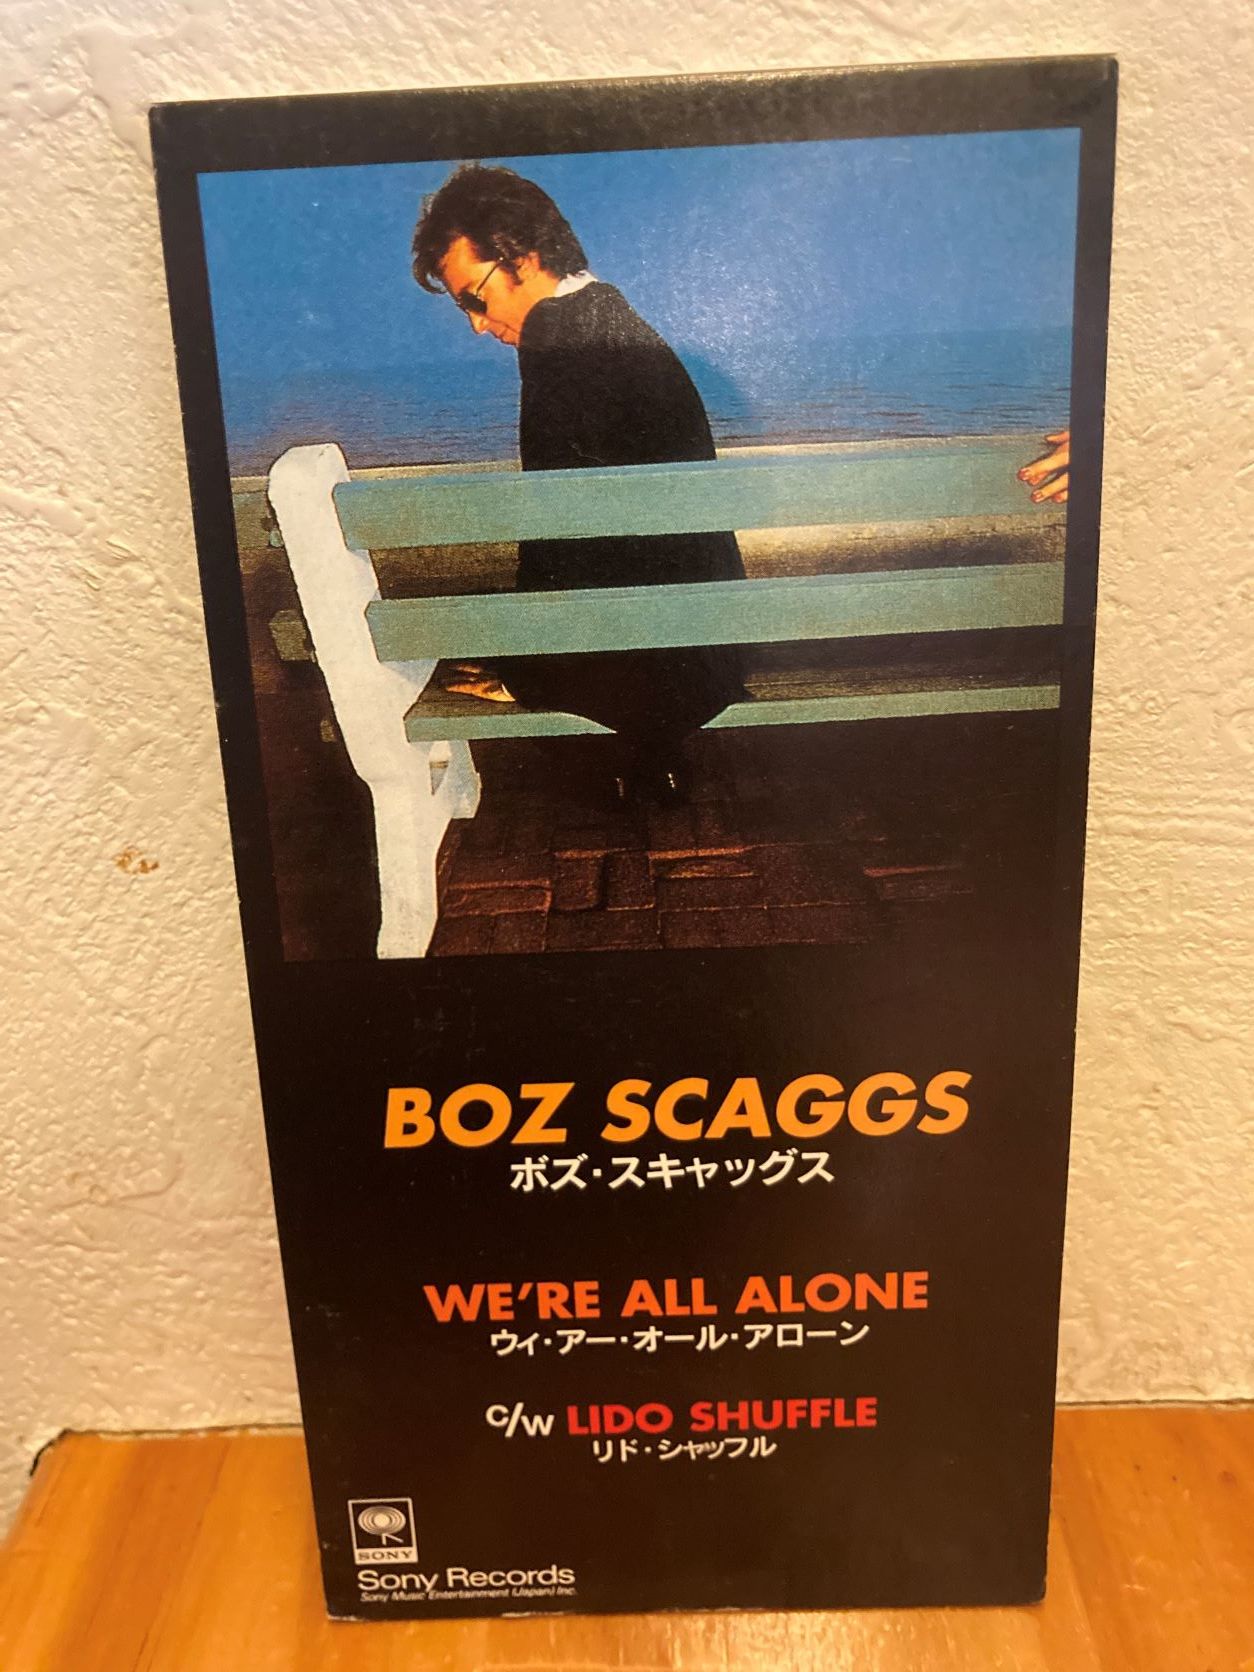 BOZ SCAGGS
ボズ・スキャッグス
WE'RE ALL ALONE
ウィ・アー・オール・アローン
c/w LIDO SHUFFLE
リド・シャッフル
SONY
Sony Records
Sony Music Entertainment (Japan) Inc.